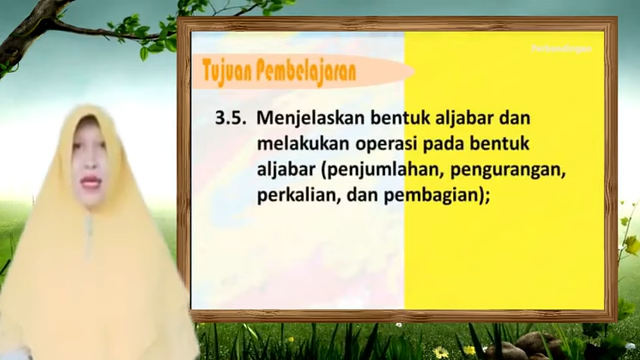 Tujuan Pembelajaran
3.5. Menjelaskan bentuk aljabar dan
melakukan operasi pada bentuk
aljabar (penjumlahan, pengurangan,
perkalian, dan pembagian);